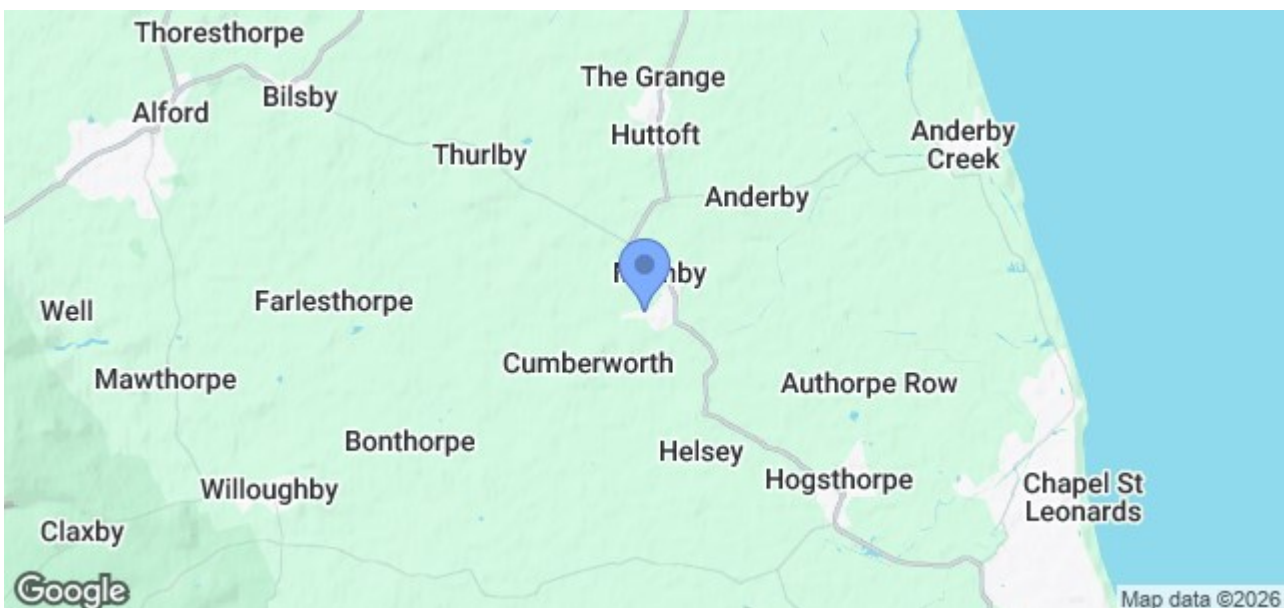 Thoresthorpe
The Grange
Bilsby
Alford
Huttoft
Anderby
Creek
Thurlby
Anderby
Well
Farlesthorpe
Cumberworth
Mawthorpe
Authorpe Row
Bonthorpe
Helsey
Hogsthorpe
Willoughby
Chapel St
Leonards
Claxby
Google
Map data ©2026